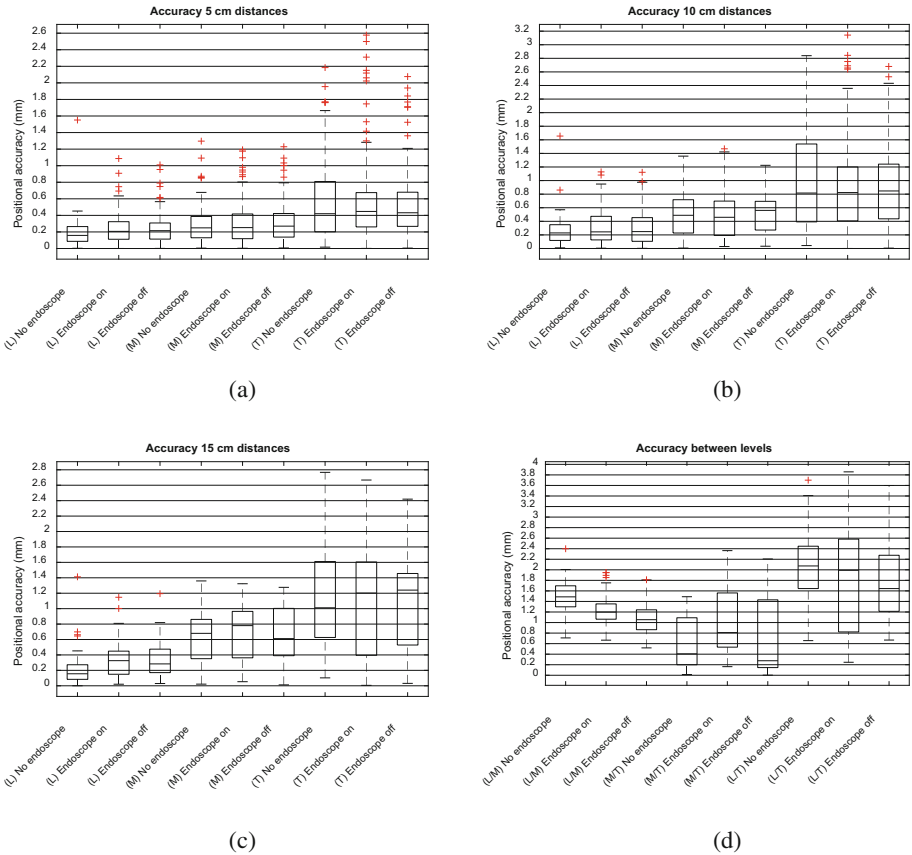 Accuracy 5 cm distances
Positional accuracy (mm)
2.6
2.4
2.2
2
1.8
1.6
1.4
1.2
1
0.8
0.6
0.4
0.2
0
(L) No endoscope
(L) Endoscope on
(L) Endoscope off
(M) No endoscope
(M) Endoscope on
(M) Endoscope off
(T) No endoscope
(T) Endoscope on
(T) Endoscope off
(a)
Accuracy 10 cm distances
Positional accuracy (mm)
3.2
3
2.8
2.6
2.4
2.2
2
1.8
1.6
1.4
1.2
1
0.8
0.6
0.4
0.2
0
(L) No endoscope
(L) Endoscope on
(L) Endoscope off
(M) No endoscope
(M) Endoscope on
(M) Endoscope off
(T) No endoscope
(T) Endoscope on
(T) Endoscope off
(b)
Accuracy 15 cm distances
Positional accuracy (mm)
2.8
2.6
2.4
2.2
2
1.8
1.6
1.4
1.2
1
0.8
0.6
0.4
0.2
0
(L) No endoscope
(L) Endoscope on
(L) Endoscope off
(M) No endoscope
(M) Endoscope on
(M) Endoscope off
(T) No endoscope
(T) Endoscope on
(T) Endoscope off
(c)
Accuracy between levels
Positional accuracy (mm)
4
3.8
3.6
3.4
3.2
3
2.8
2.6
2.4
2.2
2
1.8
1.6
1.4
1.2
1
0.8
0.6
0.4
0.2
0
(L/M) No endoscope
(L/M) Endoscope on
(L/M) Endoscope off
(M/T) No endoscope
(M/T) Endoscope on
(M/T) Endoscope off
(L/T) No endoscope
(L/T) Endoscope on
(L/T) Endoscope off
(d)